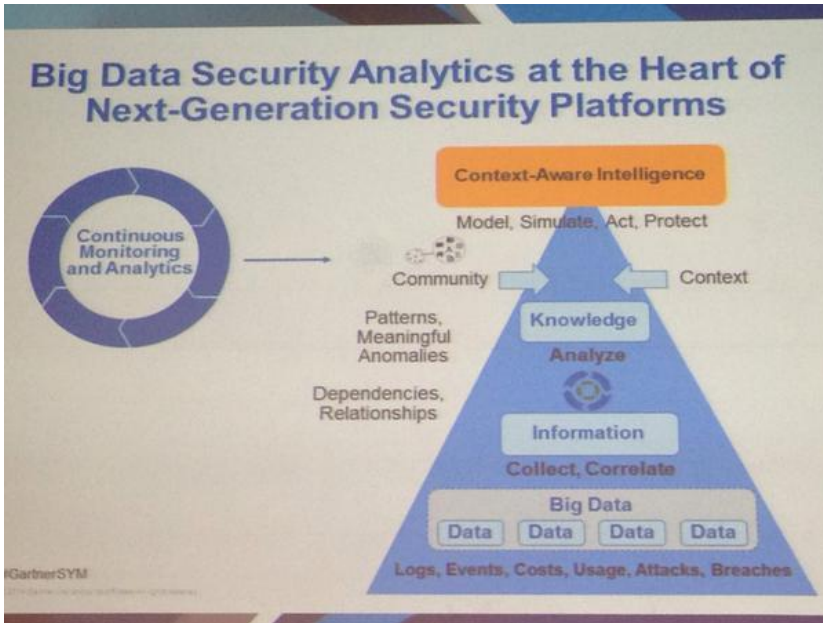 Big Data Security Analytics at the Heart of
Next-Generation Security Platforms
Context-Aware Intelligence
Model, Simulate, Act, Protect
Continuous
Monitoring
and Analytics
Community
Context
Patterns,
Meaningful
Anomalies
Knowledge
Analyze
Dependencies,
Relationships
Information
Collect, Correlate
Big Data
Data Data Data Data
Logs, Events, Costs, Usage, Attacks, Breaches
#GartnerSYM